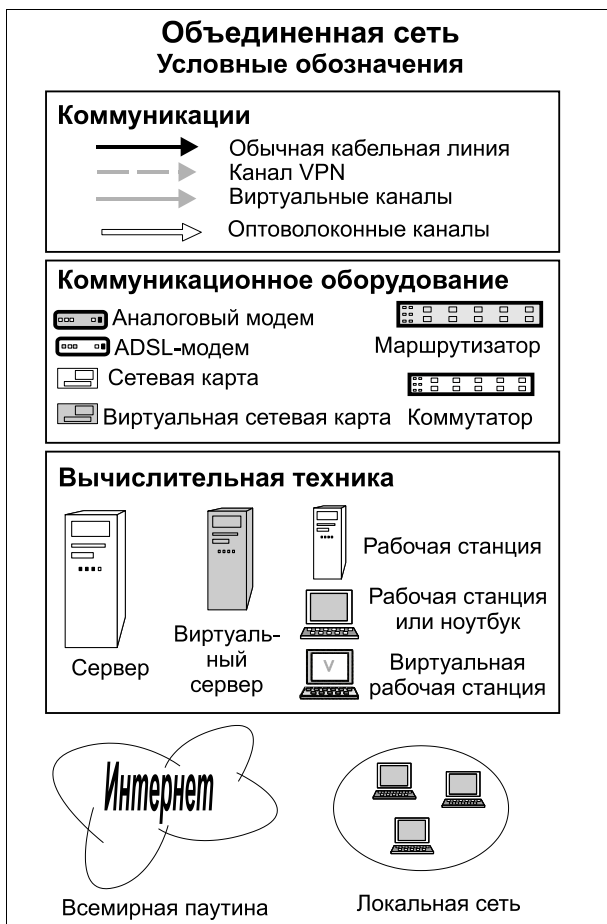 Объединенная сеть
Условные обозначения
Коммуникации
Обычная кабельная линия
Канал VPN
Виртуальные каналы
Оптоволоконные каналы
Коммуникационное оборудование
Аналоговый модем
ADSL-модем
Сетевая карта
Виртуальная сетевая карта
Маршрутизатор
Коммутатор
Вычислительная техника
Сервер
Виртуаль-
ный
сервер
Рабочая станция
Рабочая станция
или ноутбук
V
Виртуальная
рабочая станция
Интернет
Всемирная паутина
Локальная сеть